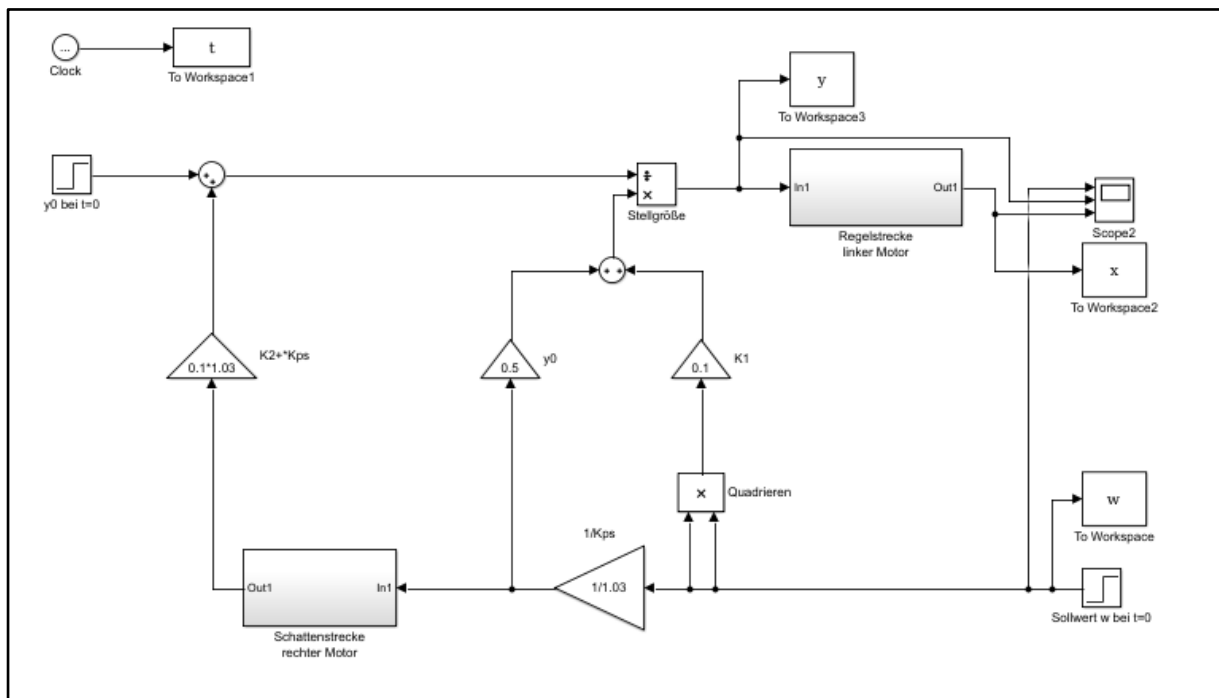 ...
Clock
t
To Workspace1
y
To Workspace3
y0 bei t=0
+
+
÷
×
Stellgröße
In1
Out1
Regelstrecke
linker Motor
Scope2
x
To Workspace2
+ +
0.1*1.03
K2+*Kps
0.5
y0
0.1
K1
×
Quadrieren
w
To Workspace
1/Kps
1/1.03
Out1
In1
Schattenstrecke
rechter Motor
Sollwert w bei t=0